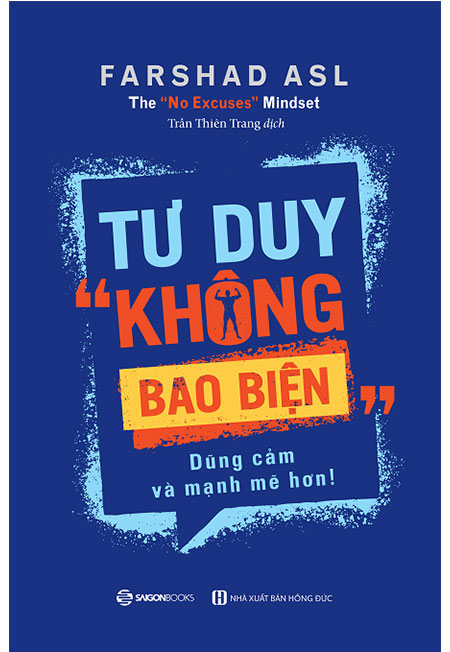 FARSHAD ASL
The “No Excuses” Mindset
Trần Thiên Trang dịch
TƯ DUY
“KHÔNG
BAO BIỆN”
Dũng cảm
và mạnh mẽ hơn!
SAIGONBOOKS
NHÀ XUẤT BẢN HỒNG ĐỨC